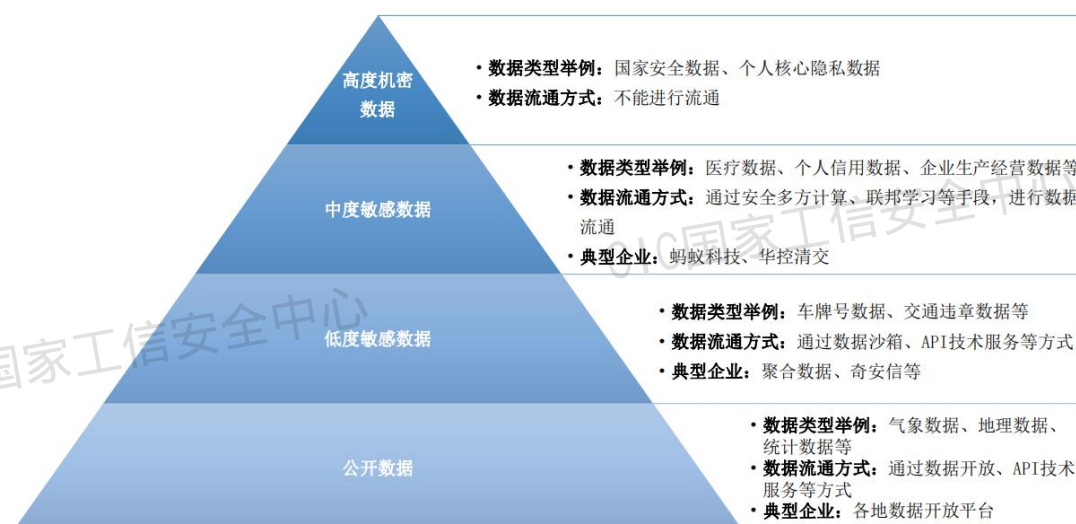 高度机密
数据
• 数据类型举例：国家安全数据、个人核心隐私数据
• 数据流通方式：不能进行流通
中度敏感数据
• 数据类型举例：医疗数据、个人信用数据、企业生产经营数据等
• 数据流通方式：通过安全多方计算、联邦学习等手段，进行数据
流通
• 典型企业：蚂蚁科技、华控清交
低度敏感数据
• 数据类型举例：车牌号数据、交通违章数据等
• 数据流通方式：通过数据沙箱、API技术服务等方式
• 典型企业：聚合数据、奇安信等
公开数据
• 数据类型举例：气象数据、地理数据、
统计数据等
• 数据流通方式：通过数据开放、API技术
服务等方式
• 典型企业：各地数据开放平台
国家工信安全中心
CIC国家工信安全中心